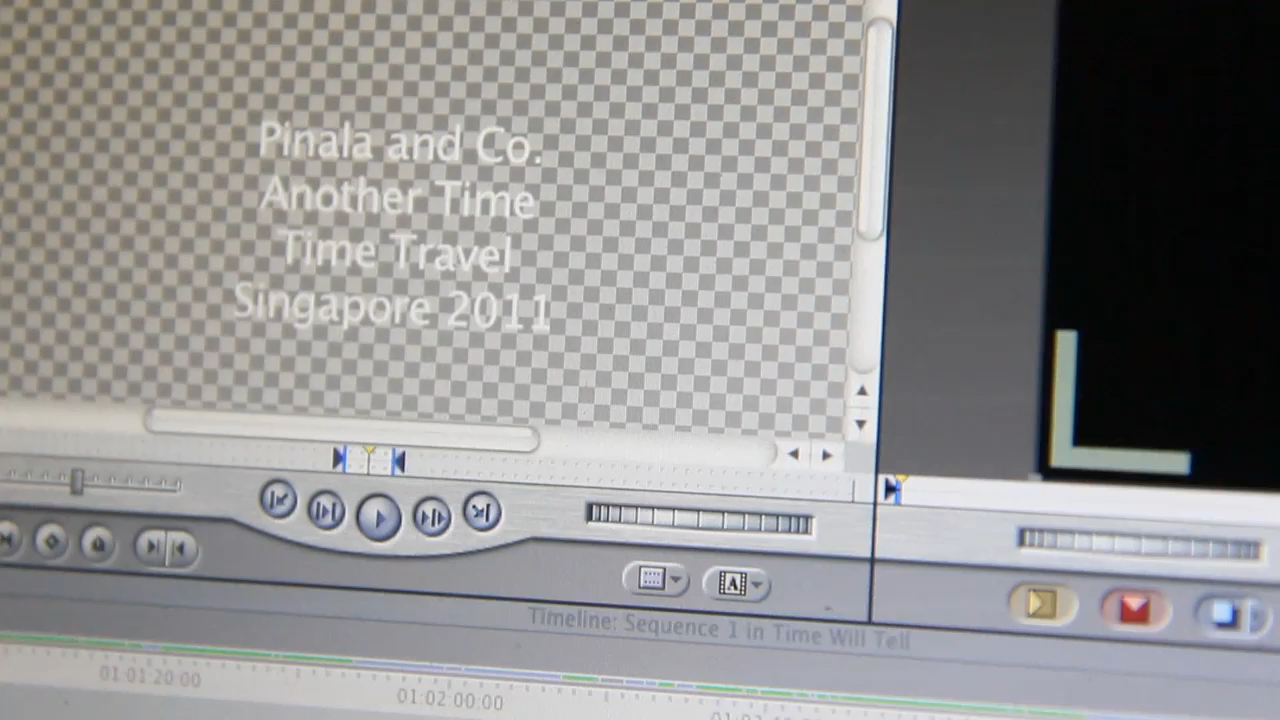 Pinala and Co.
Another Time
Time Travel
Singapore 2011
A
Timeline: Sequence 1 in Time Will Tell
01:01:20:00
01:02:00:00